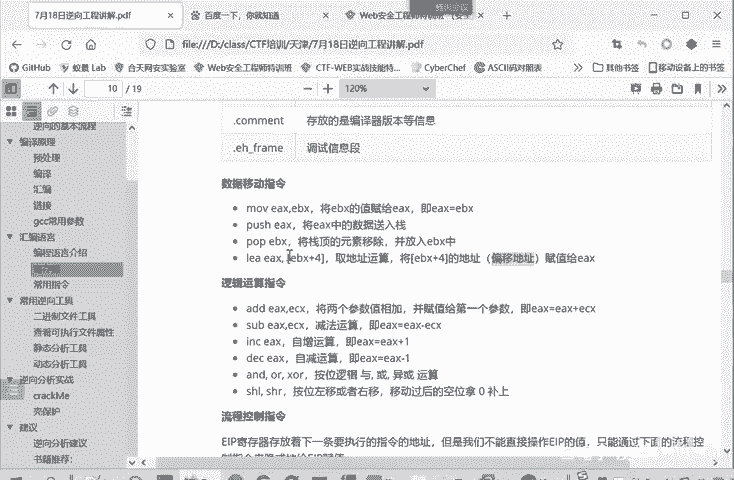 7月18日逆向工程讲解.pdf
百度一下，你就知道
Web安全工程师特训班
file:///D:/class/CTF培训/天津/7月18日逆向工程讲解.pdf
GitHub
蚁景 Lab
合天网安实验室
Web安全工程师特训班
CTF-WEB实战技能特...
CyberChef
ASCII码对照表
其他书签
移动设备上的书签
10 / 19
120%
逆向的基本流程
编译原理
预处理
编译
汇编
链接
gcc常用参数
汇编语言
编程语言介绍
常用指令
常用逆向工具
二进制文件工具
查看可执行文件属性
静态分析工具
动态分析工具
逆向分析实战
crackMe
壳保护
建议
逆向分析建议
书籍推荐:
.comment 存放的是编译器版本等信息
.eh_frame 调试信息段
数据移动指令
mov eax,ebx，将ebx的值赋给eax，即eax=ebx
push eax，将eax中的数据送入栈
pop ebx，将栈顶的元素移除，并放入ebx中
lea eax, [ebx+4]，取地址运算，将[ebx+4]的地址（偏移地址）赋值给eax
逻辑运算指令
add eax,ecx，将两个参数值相加，并赋值给第一个参数，即eax=eax+ecx
sub eax,ecx，减法运算，即eax=eax-ecx
inc eax，自增运算，即eax=eax+1
dec eax，自减运算，即eax=eax-1
and, or, xor，按位逻辑 与, 或, 异或 运算
shl, shr，按位左移或者右移，移动过后的空位拿 0 补上
流程控制指令
EIP寄存器存放着下一条要执行的指令的地址，但是我们不能直接操作EIP的值，只能通过下面的流程控